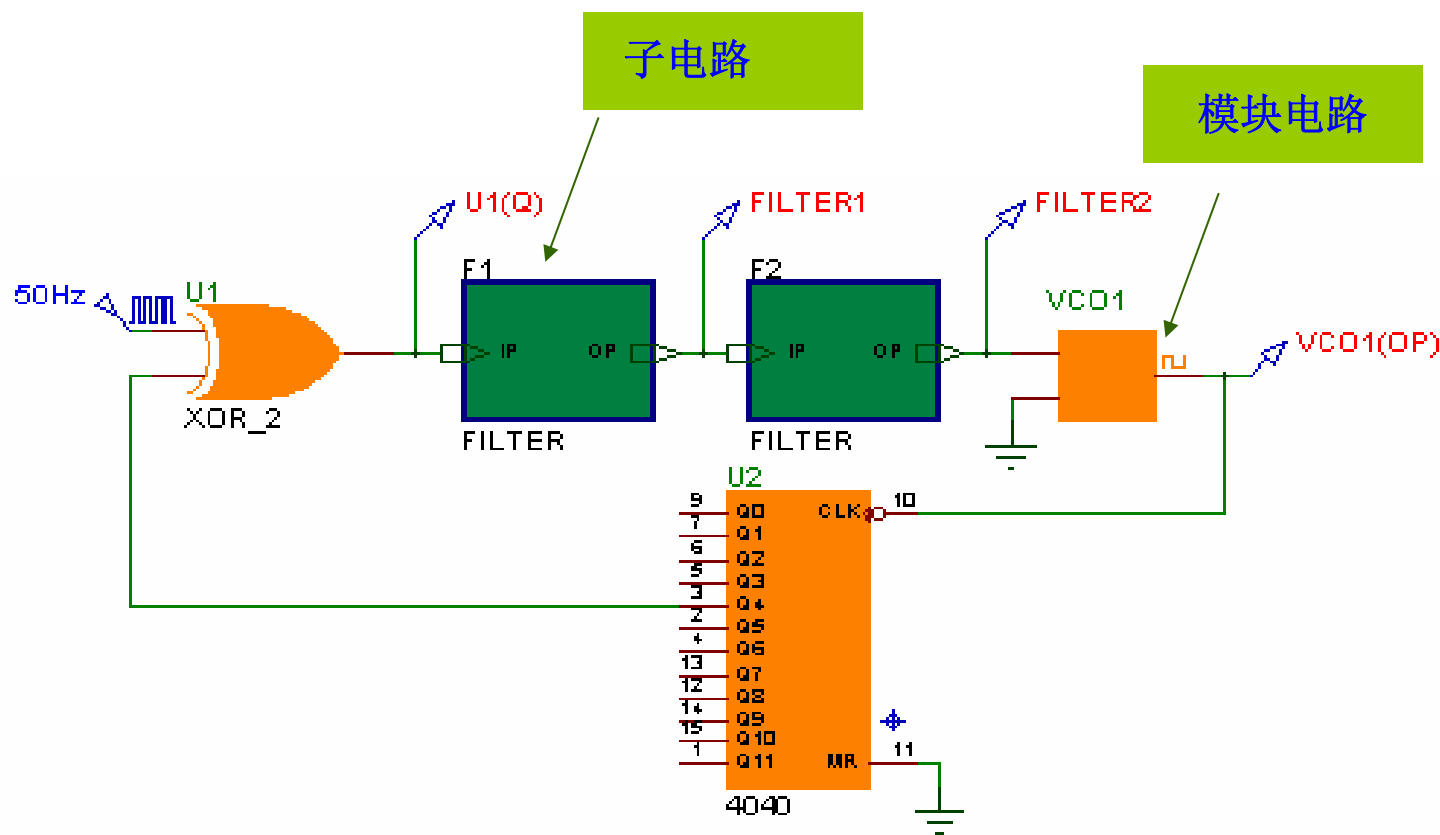 子电路
模块电路
U1(Q)
FILTER1
FILTER2
50Hz
U1
F1
F2
VCO1
IP
OP
IP
OP
VCO1(OP)
XOR_2
FILTER
FILTER
U2
9
Q0
CLK
10
7
Q1
6
Q2
5
Q3
3
Q4
2
Q5
4
Q6
13
Q7
12
Q8
14
Q9
15
Q10
1
Q11
MR
11
4040